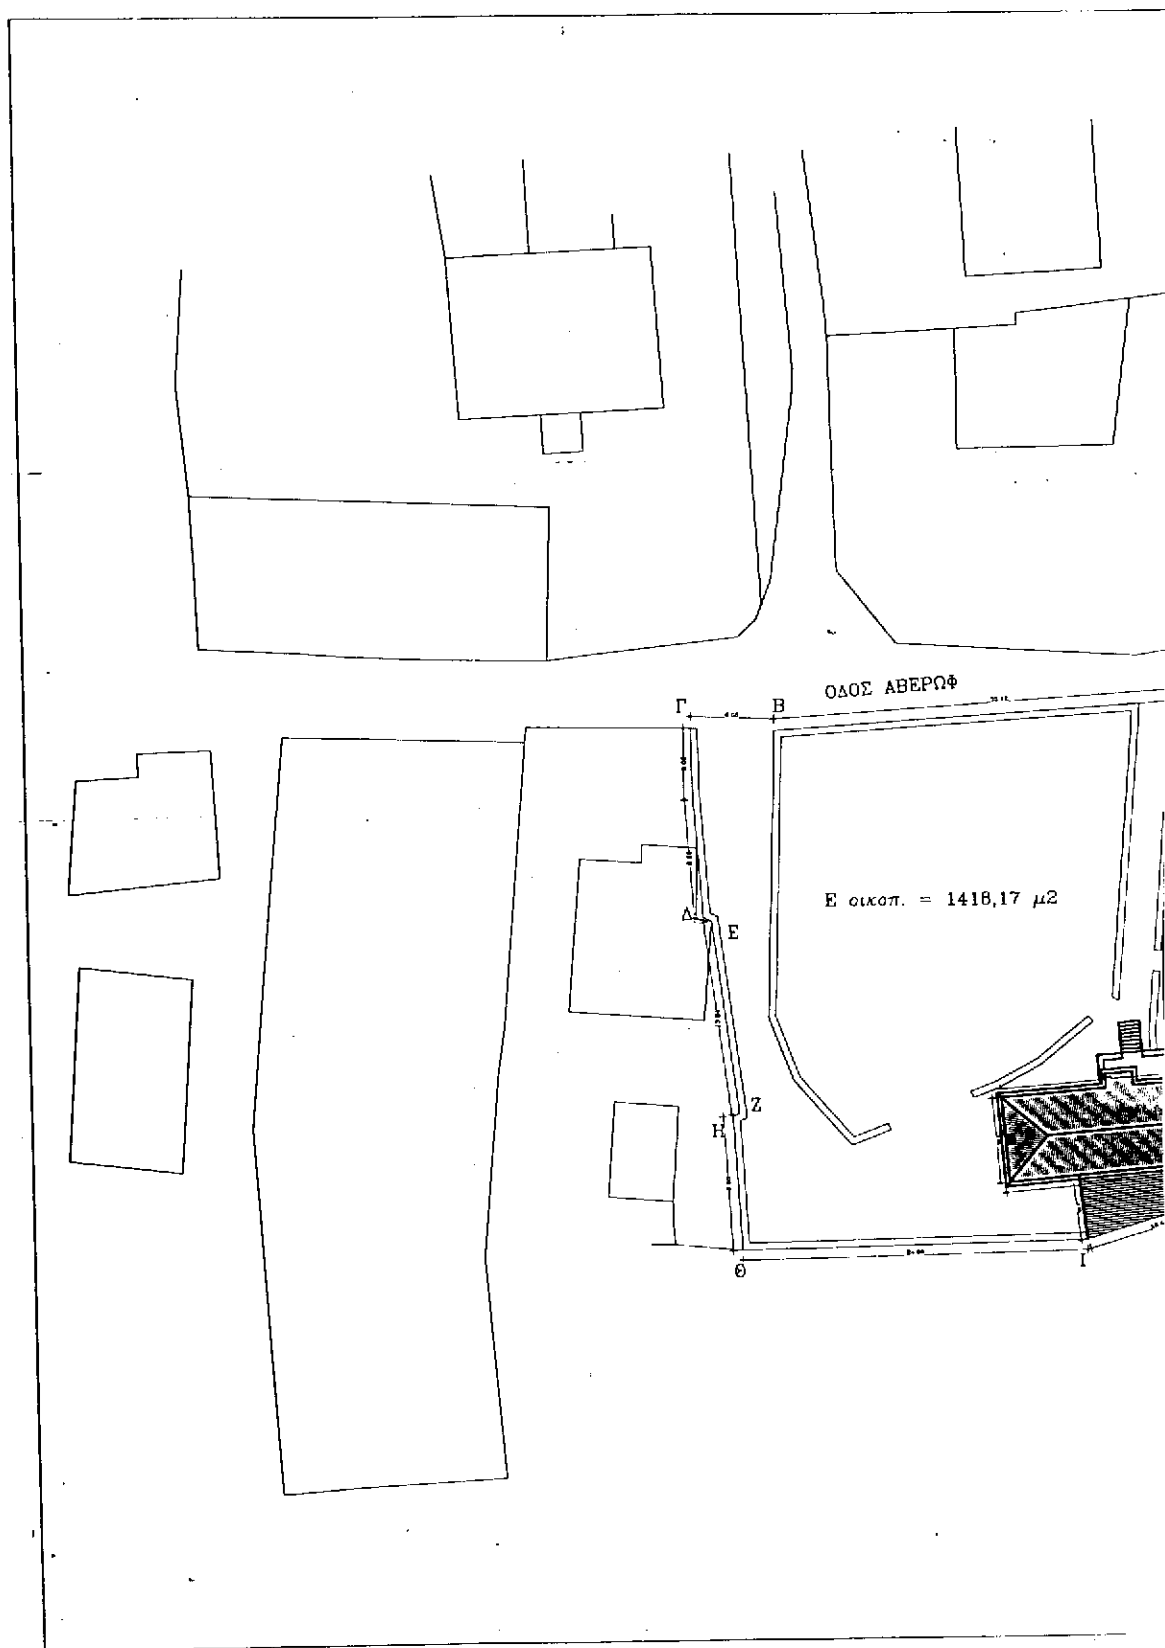 ΟΔΟΣ ΑΒΕΡΩΦ
Γ
Β
Ε οικοπ. = 1418,17 μ2
Δ
Ε
Ζ
Η
Θ
Ι